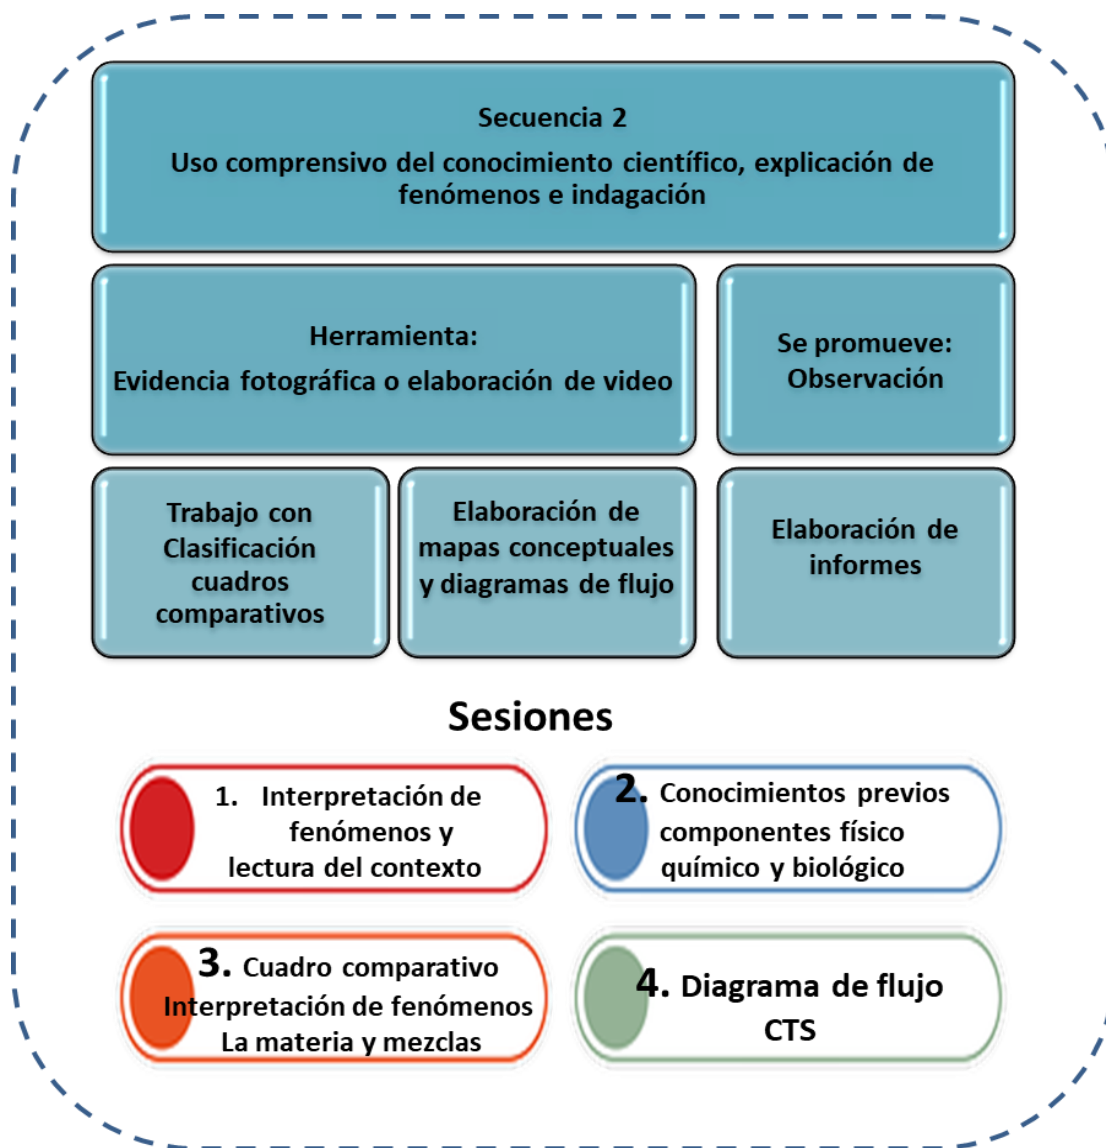 Secuencia 2
Uso comprensivo del conocimiento científico, explicación de
fenómenos e indagación
Herramienta:
Evidencia fotográfica o elaboración de video
Se promueve:
Observación
Trabajo con
Clasificación
cuadros
comparativos
Elaboración de
mapas conceptuales
y diagramas de flujo
Elaboración de
informes
Sesiones
1. Interpretación de
fenómenos y
lectura del contexto
2. Conocimientos previos
componentes físico
químico y biológico
3. Cuadro comparativo
Interpretación de fenómenos
La materia y mezclas
4. Diagrama de flujo
CTS